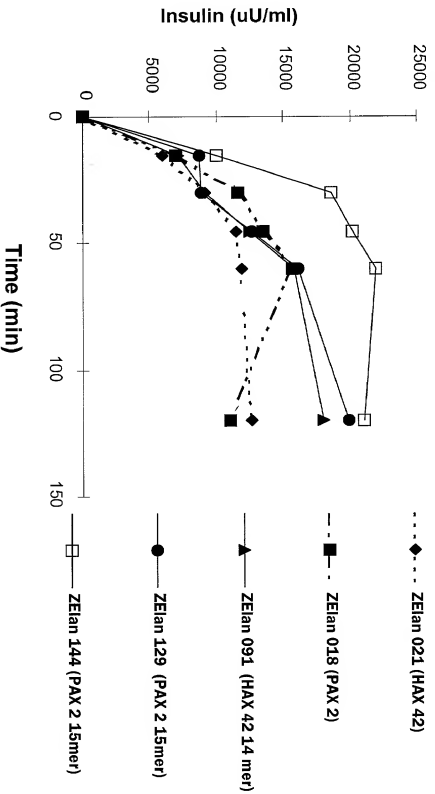 Insulin (uU/ml)
25000
20000
15000
10000
5000
0
0
50
100
150
Time (min)
ZElan 021 (HAX 42)
ZElan 018 (PAX 2)
ZElan 091 (HAX 42 14 mer)
ZElan 129 (PAX 2 15mer)
ZElan 144 (PAX 2 15mer)